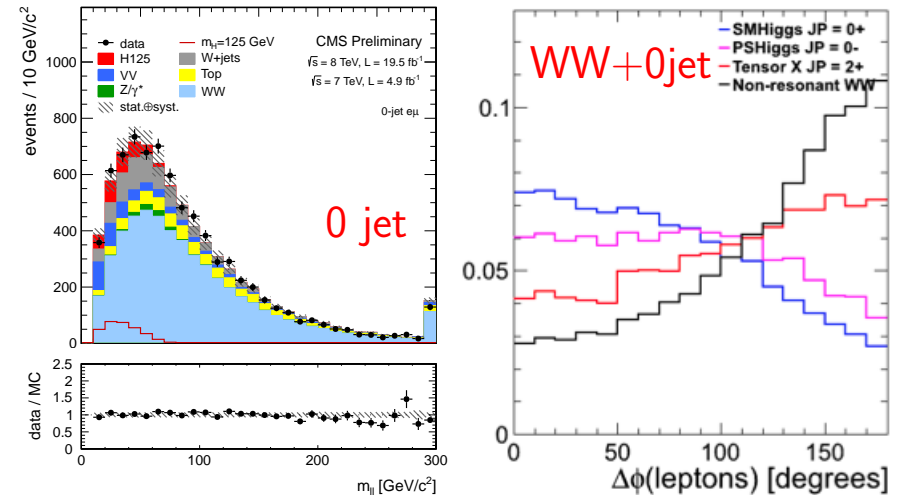 events / 10 GeV/c²
1000
800
600
400
200
0
data
H125
VV
Z/γ*
stat.⊕syst.
m_H=125 GeV
W+jets
Top
WW
CMS Preliminary
√s = 8 TeV, L = 19.5 fb⁻¹
√s = 7 TeV, L = 4.9 fb⁻¹
0-jet eμ
0 jet
data / MC
2.5
2
1.5
1
0.5
0
0 100 200 300
m_ll [GeV/c²]
WW+0jet
SMHiggs JP = 0+
PSHiggs JP = 0-
Tensor X JP = 2+
Non-resonant WW
0.1
0.05
0
0 50 100 150
Δϕ(leptons) [degrees]